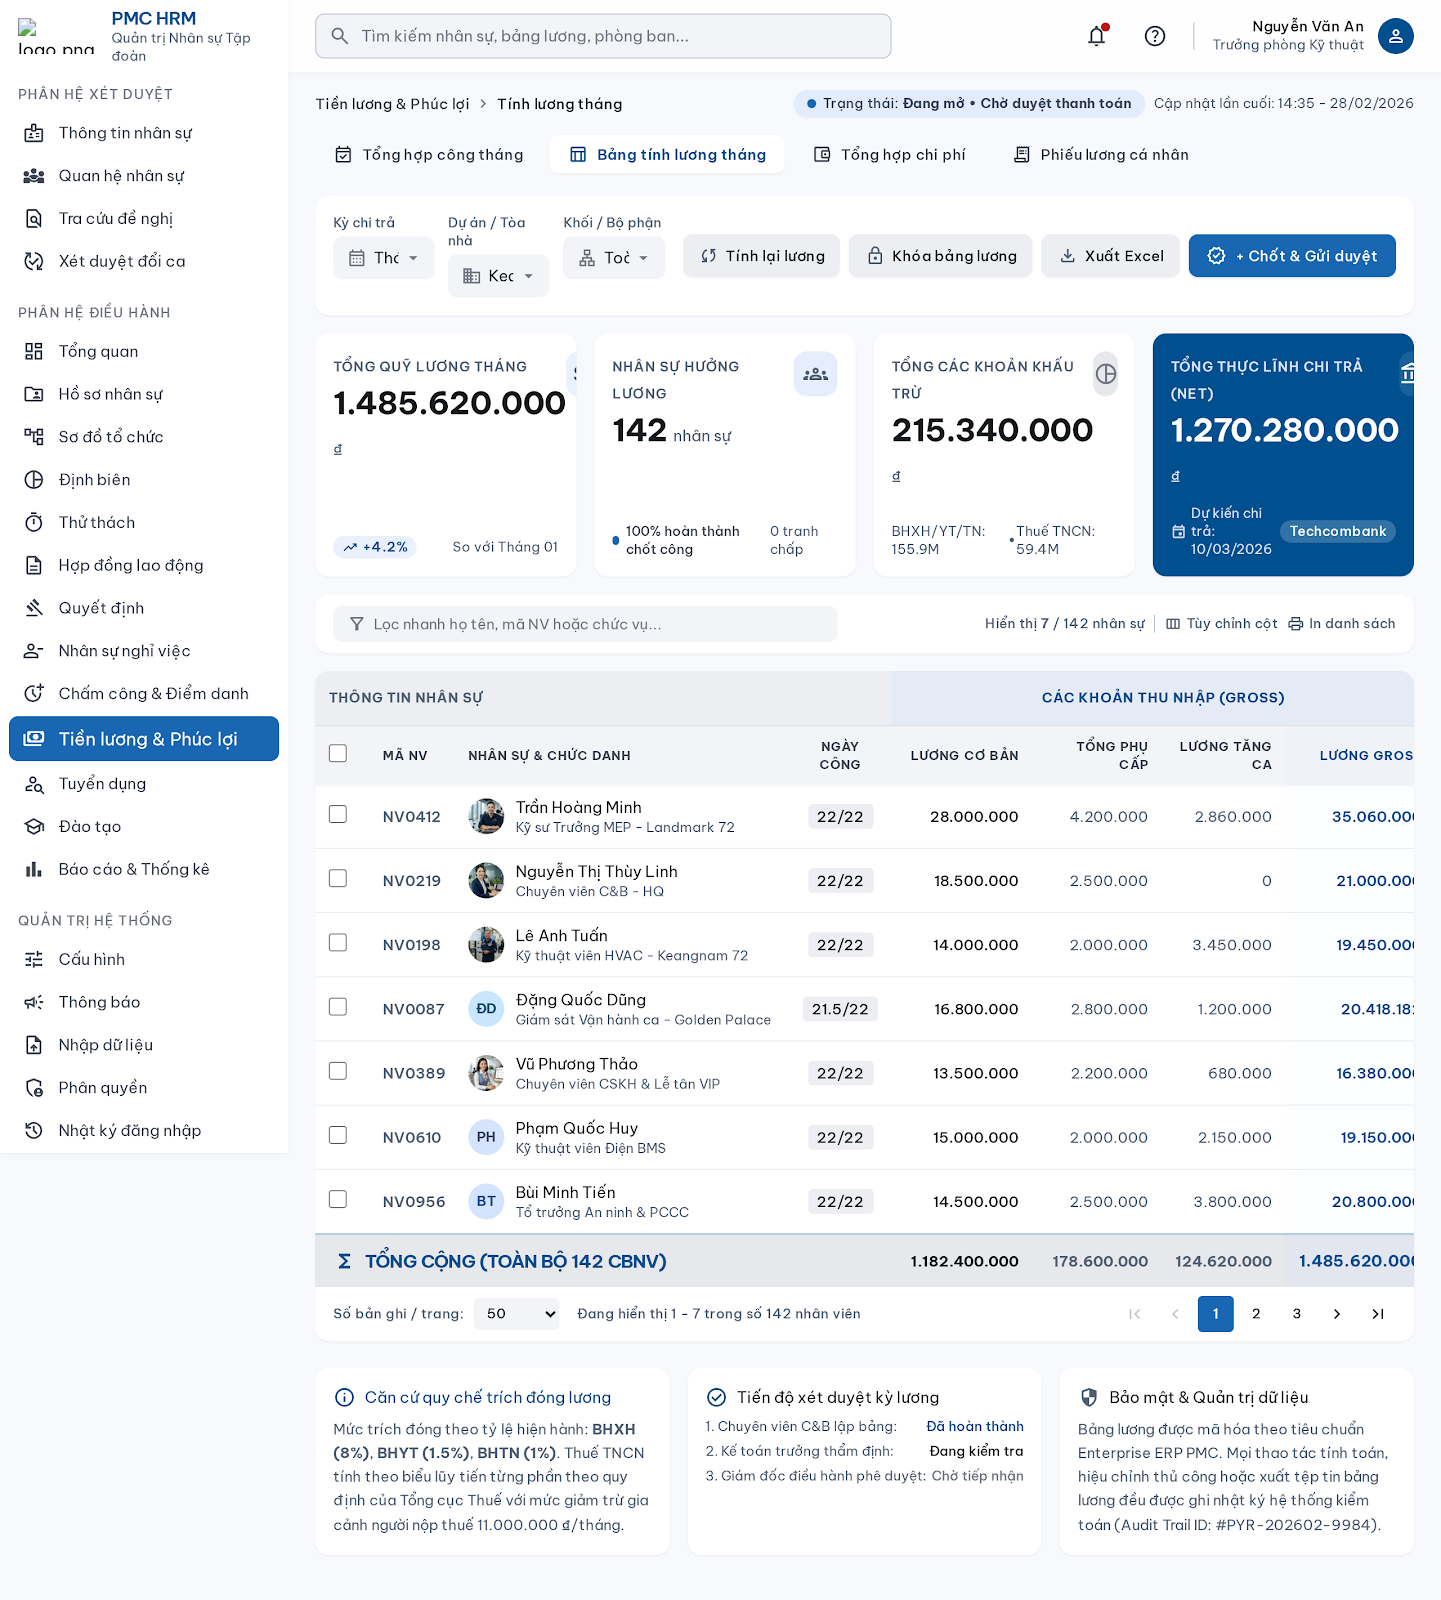 logo png
PMC HRM
Quản trị Nhân sự Tập
đoàn
PHÂN HỆ XÉT DUYỆT
Thông tin nhân sự
Quan hệ nhân sự
Tra cứu đề nghị
Xét duyệt đổi ca
PHÂN HỆ ĐIỀU HÀNH
Tổng quan
Hồ sơ nhân sự
Sơ đồ tổ chức
Định biên
Thử thách
Hợp đồng lao động
Quyết định
Nhân sự nghỉ việc
Chấm công & Điểm danh
Tiền lương & Phúc lợi
Tuyển dụng
Đào tạo
Báo cáo & Thống kê
QUẢN TRỊ HỆ THỐNG
Cấu hình
Thông báo
Nhập dữ liệu
Phân quyền
Nhật ký đăng nhập
Tìm kiếm nhân sự, bảng lương, phòng ban...
Nguyễn Văn An
Trưởng phòng Kỹ thuật
Tiền lương & Phúc lợi > Tính lương tháng
Trạng thái: Đang mở • Chờ duyệt thanh toán
Cập nhật lần cuối: 14:35 - 28/02/2026
Tổng hợp công tháng
Bảng tính lương tháng
Tổng hợp chi phí
Phiếu lương cá nhân
Kỳ chi trả
Dự án / Tòa
nhà
Khối / Bộ phận
Tính lại lương
Khóa bảng lương
Xuất Excel
+ Chốt & Gửi duyệt
TỔNG QUỸ LƯƠNG THÁNG
1.485.620.000
₫
+4.2%
So với Tháng 01
NHÂN SỰ HƯỞNG
LƯƠNG
142 nhân sự
100% hoàn thành
chốt công
0 tranh
chấp
TỔNG CÁC KHOẢN KHẤU
TRỪ
215.340.000
₫
BHXH/YT/TN:
155.9M
•
Thuế TNCN:
59.4M
TỔNG THỰC LĨNH CHI TRẢ
(NET)
1.270.280.000
₫
Dự kiến chi
trả:
10/03/2026
Techcombank
Lọc nhanh họ tên, mã NV hoặc chức vụ...
Hiển thị 7 / 142 nhân sự
Tùy chỉnh cột
In danh sách
THÔNG TIN NHÂN SỰ
CÁC KHOẢN THU NHẬP (GROSS)
MÃ NV
NHÂN SỰ & CHỨC DANH
NGÀY
CÔNG
LƯƠNG CƠ BẢN
TỔNG PHỤ
CẤP
LƯƠNG TĂNG
CA
LƯƠNG GROS
NV0412
Trần Hoàng Minh
Kỹ sư Trưởng MEP - Landmark 72
22/22
28.000.000
4.200.000
2.860.000
35.060.00
NV0219
Nguyễn Thị Thùy Linh
Chuyên viên C&B - HQ
22/22
18.500.000
2.500.000
0
21.000.00
NV0198
Lê Anh Tuấn
Kỹ thuật viên HVAC - Keangnam 72
22/22
14.000.000
2.000.000
3.450.000
19.450.00
NV0087
ĐD
Đặng Quốc Dũng
Giám sát Vận hành ca - Golden Palace
21.5/22
16.800.000
2.800.000
1.200.000
20.418.18
NV0389
Vũ Phương Thảo
Chuyên viên CSKH & Lễ tân VIP
22/22
13.500.000
2.200.000
680.000
16.380.00
NV0610
PH
Phạm Quốc Huy
Kỹ thuật viên Điện BMS
22/22
15.000.000
2.000.000
2.150.000
19.150.00
NV0956
BT
Bùi Minh Tiến
Tổ trưởng An ninh & PCCC
22/22
14.500.000
2.500.000
3.800.000
20.800.00
Σ TỔNG CỘNG (TOÀN BỘ 142 CBNV)
1.182.400.000
178.600.000
124.620.000
1.485.620.00
Số bản ghi / trang:
50
Đang hiển thị 1 - 7 trong số 142 nhân viên
1
2
3
Căn cứ quy chế trích đóng lương
Mức trích đóng theo tỷ lệ hiện hành: BHXH
(8%), BHYT (1.5%), BHTN (1%). Thuế TNCN
tính theo biểu lũy tiến từng phần theo quy
định của Tổng cục Thuế với mức giảm trừ gia
cảnh người nộp thuế 11.000.000 ₫/tháng.
Tiến độ xét duyệt kỳ lương
1. Chuyên viên C&B lập bảng:
Đã hoàn thành
2. Kế toán trưởng thẩm định:
Đang kiểm tra
3. Giám đốc điều hành phê duyệt:
Chờ tiếp nhận
Bảo mật & Quản trị dữ liệu
Bảng lương được mã hóa theo tiêu chuẩn
Enterprise ERP PMC. Mọi thao tác tính toán,
hiệu chỉnh thủ công hoặc xuất tệp tin bảng
lương đều được ghi nhật ký hệ thống kiểm
toán (Audit Trail ID: #PYR-202602-9984).